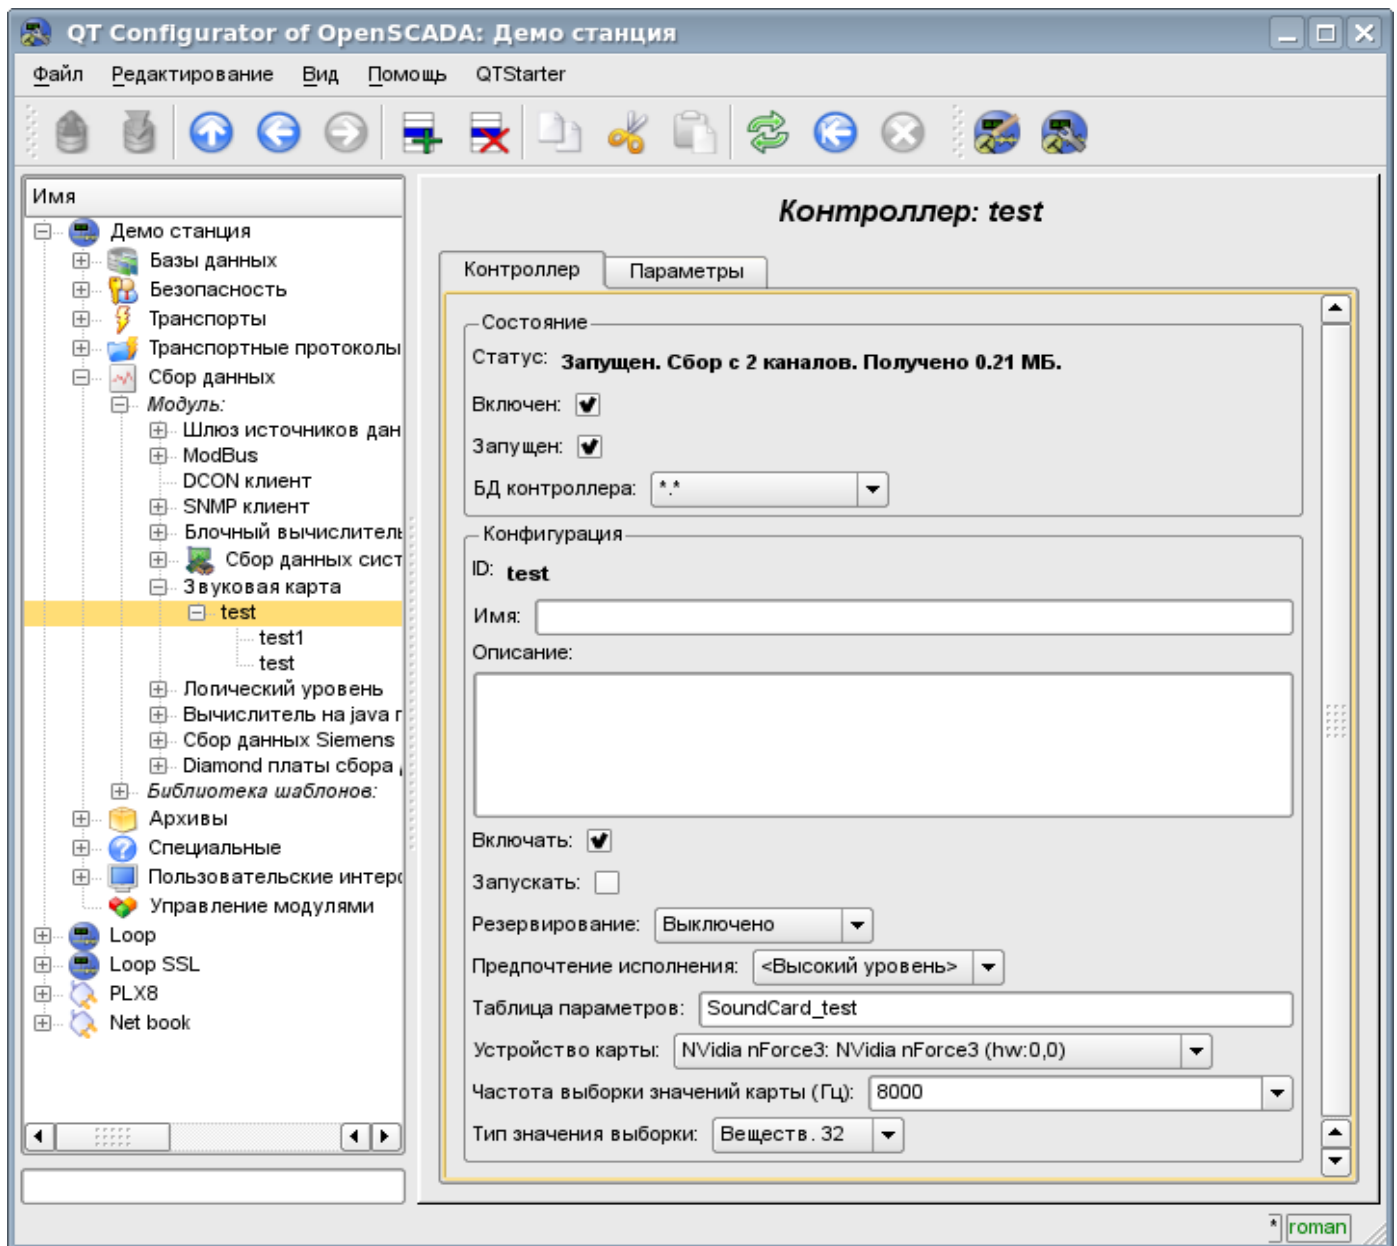 QT Configurator of OpenSCADA: Демо станция
Файл Редактирование Вид Помощь QTStarter
Имя
Демо станция
Базы данных
Безопасность
Транспорты
Транспортные протоколы
Сбор данных
Модуль:
Шлюз источников дан
ModBus
DCON клиент
SNMP клиент
Блочный вычислитель
Сбор данных сист
Звуковая карта
test
test1
test
Логический уровень
Вычислитель на java п
Сбор данных Siemens
Diamond платы сбора
Библиотека шаблонов:
Архивы
Специальные
Пользовательские интер
Управление модулями
Loop
Loop SSL
PLX8
Net book
Контроллер: test
Контроллер Параметры
Состояние
Статус: Запущен. Сбор с 2 каналов. Получено 0.21 МБ.
Включен:
Запущен:
БД контроллера: *.*
Конфигурация
ID: test
Имя:
Описание:
Включать:
Запускать:
Резервирование: Выключено
Предпочтение исполнения: <Высокий уровень>
Таблица параметров: SoundCard_test
Устройство карты: NVidia nForce3: NVidia nForce3 (hw:0,0)
Частота выборки значений карты (Гц): 8000
Тип значения выборки: Веществ. 32
* roman